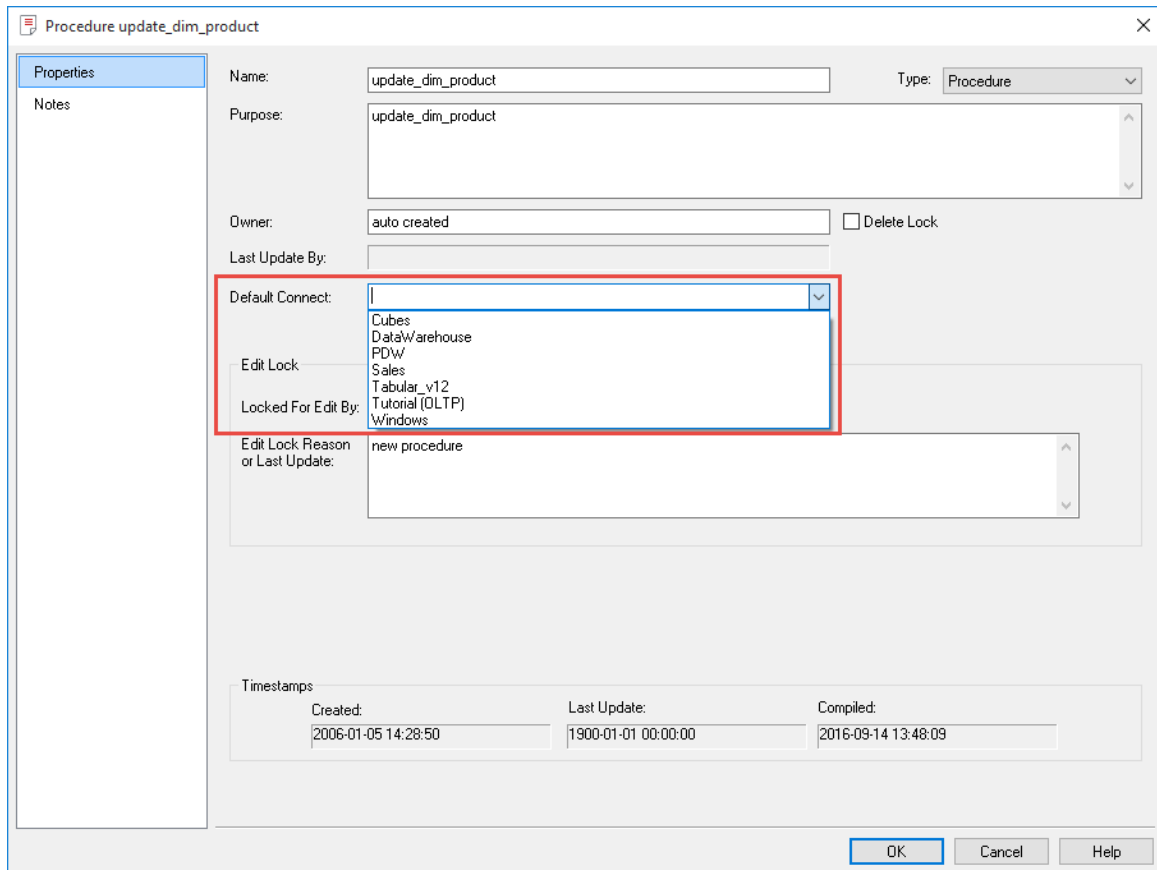 Procedure update_dim_product
Properties
Notes
Name:
update_dim_product
Type:
Procedure
Purpose:
update_dim_product
Owner:
auto created
Delete Lock
Last Update By:
Default Connect:
Cubes
DataWarehouse
PDW
Sales
Tabular_v12
Tutorial (OLTP)
Windows
Edit Lock
Locked For Edit By:
Edit Lock Reason
or Last Update:
new procedure
Timestamps
Created:
Last Update:
Compiled:
2006-01-05 14:28:50
1900-01-01 00:00:00
2016-09-14 13:48:09
OK
Cancel
Help